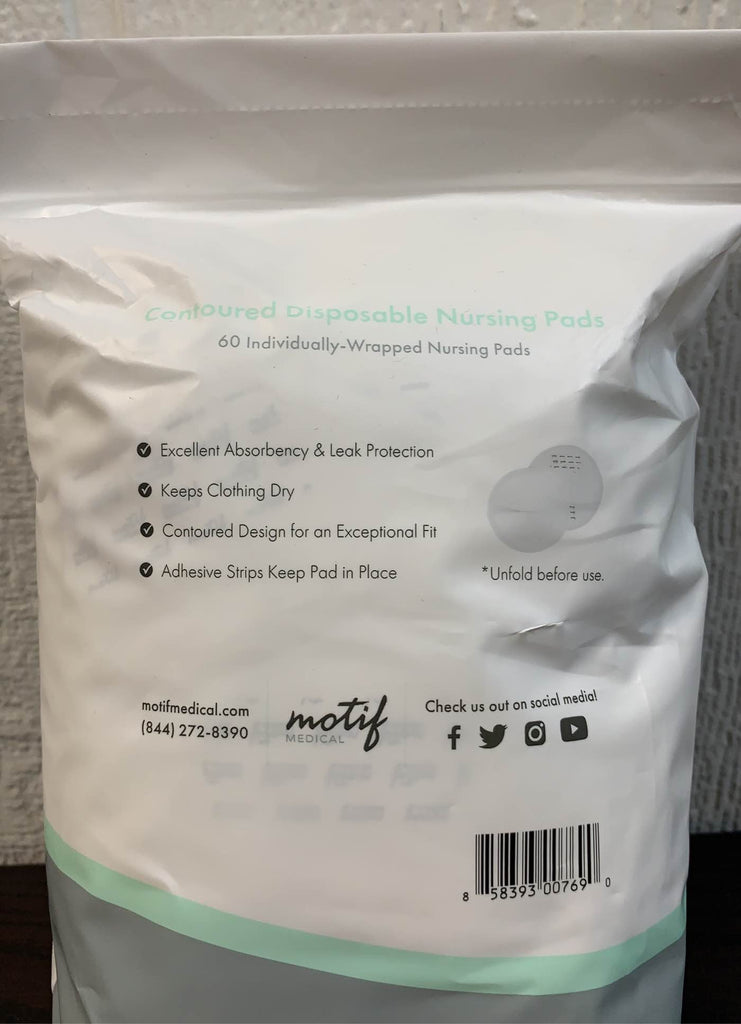 Contoured Disposable Nursing Pads
60 Individually-Wrapped Nursing Pads
Excellent Absorbency & Leak Protection
Keeps Clothing Dry
Contoured Design for an Exceptional Fit
Adhesive Strips Keep Pad in Place
*Unfold before use.
motifmedical.com
(844) 272-8390
motif
MEDICAL
Check us out on social media!
8 58393 00769 0